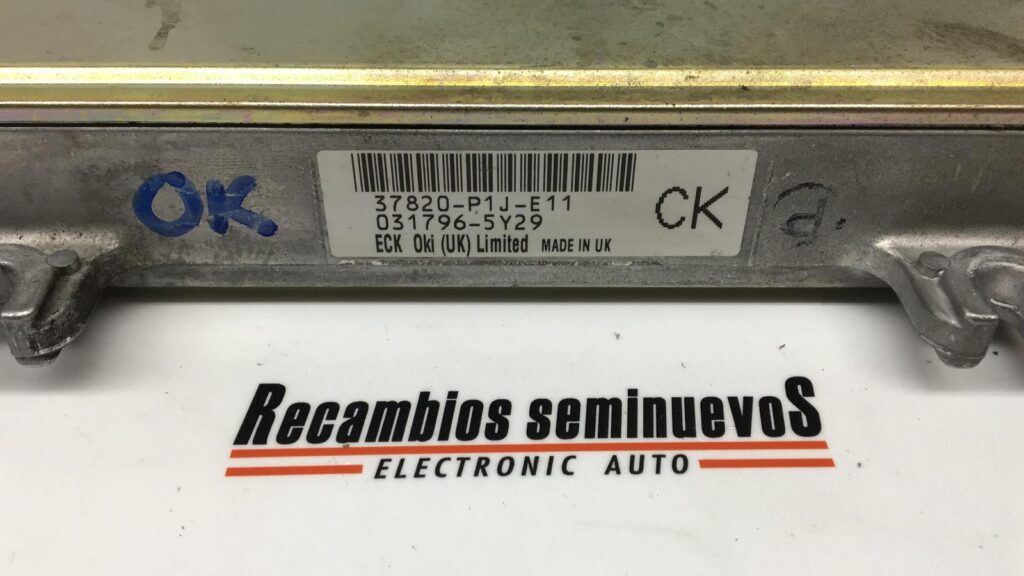 OK
37820-P1J-E11
031796-5Y29
ECK Oki (UK) Limited MADE IN UK
CK
Recambios seminuevoS
ELECTRONIC AUTO